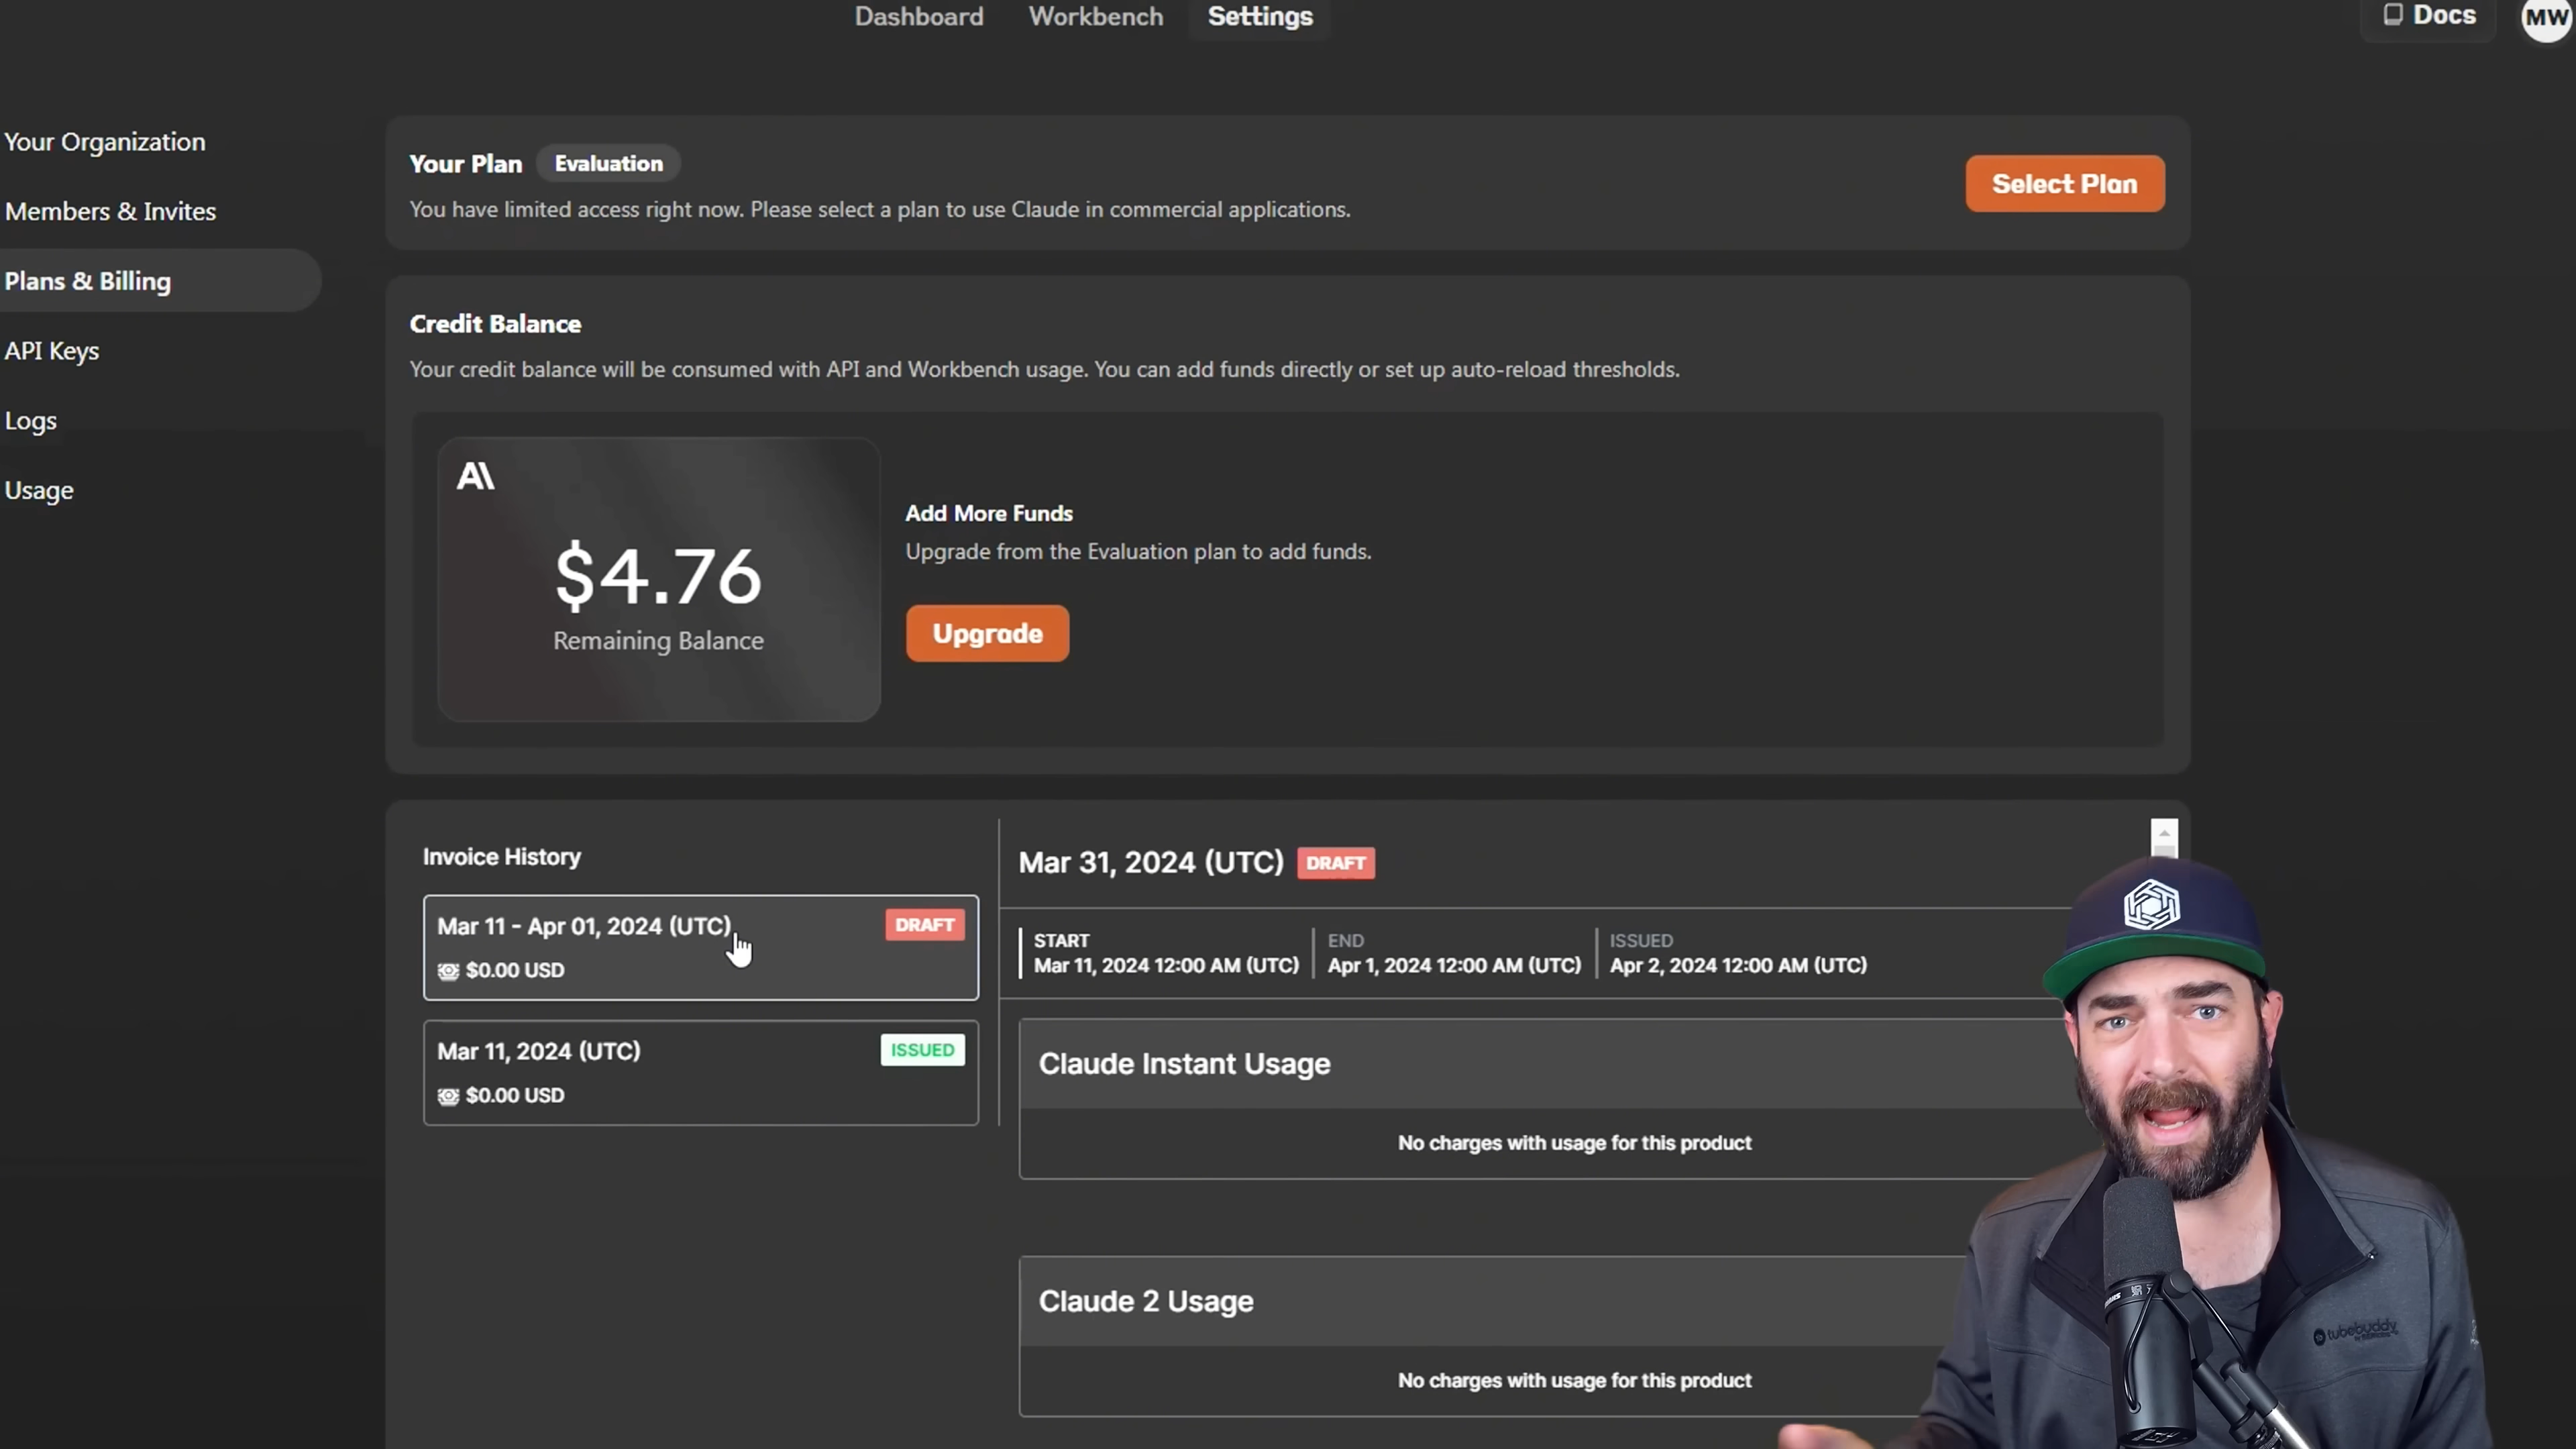 Dashboard
Workbench
Settings
Docs
MW
Your Organization
Members & Invites
Plans & Billing
API Keys
Logs
Usage
Your Plan
Evaluation
You have limited access right now. Please select a plan to use Claude in commercial applications.
Select Plan
Credit Balance
Your credit balance will be consumed with API and Workbench usage. You can add funds directly or set up auto-reload thresholds.
A\
$4.76
Remaining Balance
Add More Funds
Upgrade from the Evaluation plan to add funds.
Upgrade
Invoice History
Mar 11 - Apr 01, 2024 (UTC)
DRAFT
$0.00 USD
Mar 11, 2024 (UTC)
ISSUED
$0.00 USD
Mar 31, 2024 (UTC)
DRAFT
START
Mar 11, 2024 12:00 AM (UTC)
END
Apr 1, 2024 12:00 AM (UTC)
ISSUED
Apr 2, 2024 12:00 AM (UTC)
Claude Instant Usage
No charges with usage for this product
Claude 2 Usage
No charges with usage for this product
tubebuddy